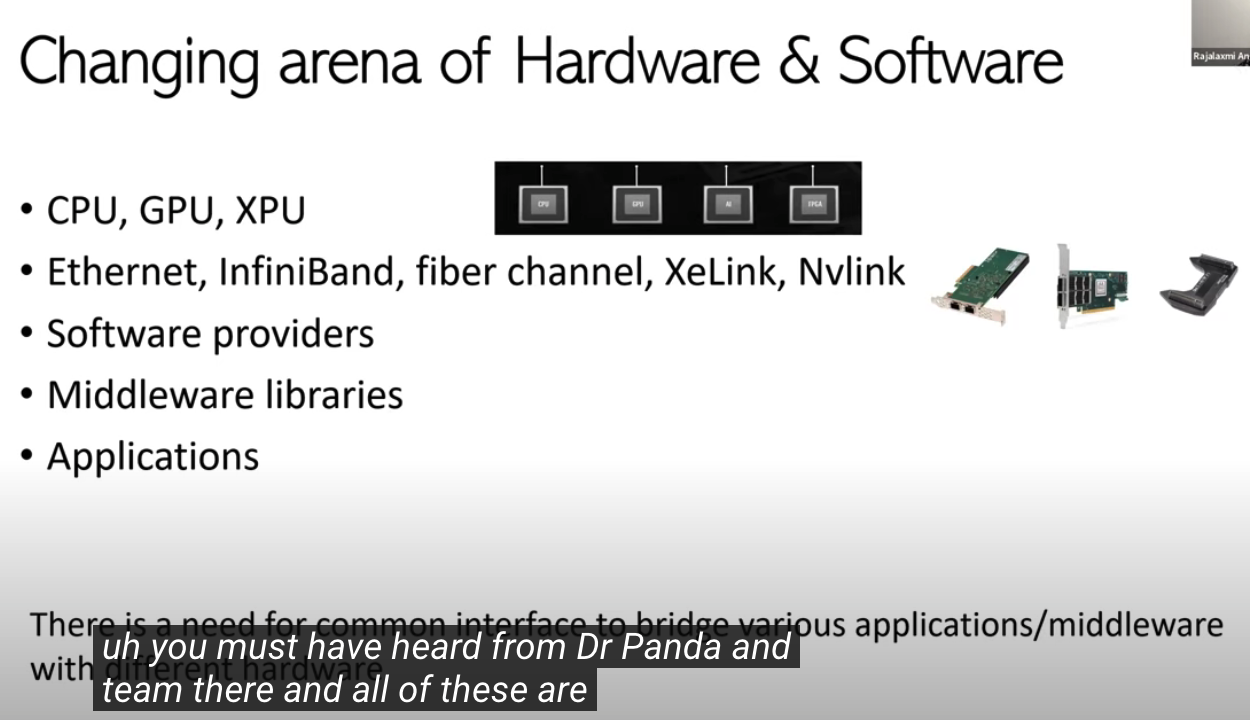 Changing arena of Hardware & Software
Rajalaxmi An
• CPU, GPU, XPU
CPU GPU AI FPGA
• Ethernet, InfiniBand, fiber channel, XeLink, Nvlink
• Software providers
• Middleware libraries
• Applications
There is a need for common interface to bridge various applications/middleware
with different hardware
uh you must have heard from Dr Panda and
team there and all of these are